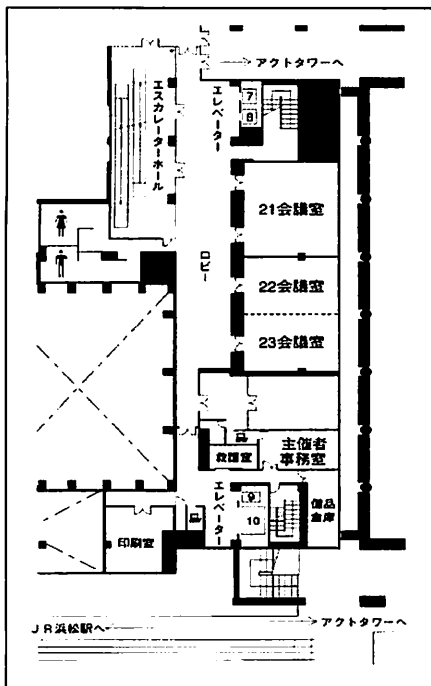 アクトタワーへ
エスカレーターホール
エレベーター
7
8
21会議室
ロビー
22会議室
23会議室
主催者
事務室
救護室
エレベーター
9
10
備品
倉庫
印刷室
JR浜松駅へ
アクトタワーへ